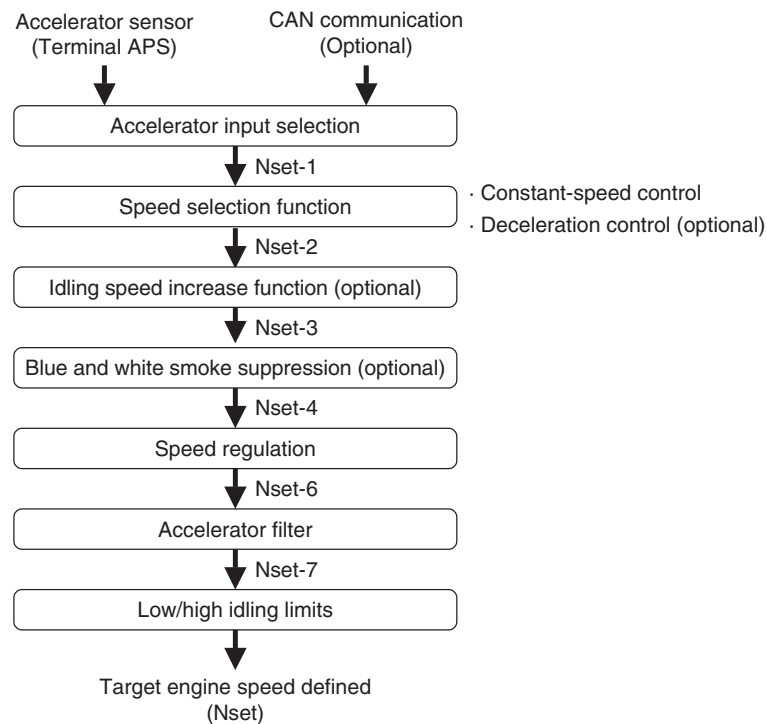 Accelerator sensor
(Terminal APS)
CAN communication
(Optional)
Accelerator input selection
Nset-1
Speed selection function
· Constant-speed control
· Deceleration control (optional)
Nset-2
Idling speed increase function (optional)
Nset-3
Blue and white smoke suppression (optional)
Nset-4
Speed regulation
Nset-6
Accelerator filter
Nset-7
Low/high idling limits
Target engine speed defined
(Nset)